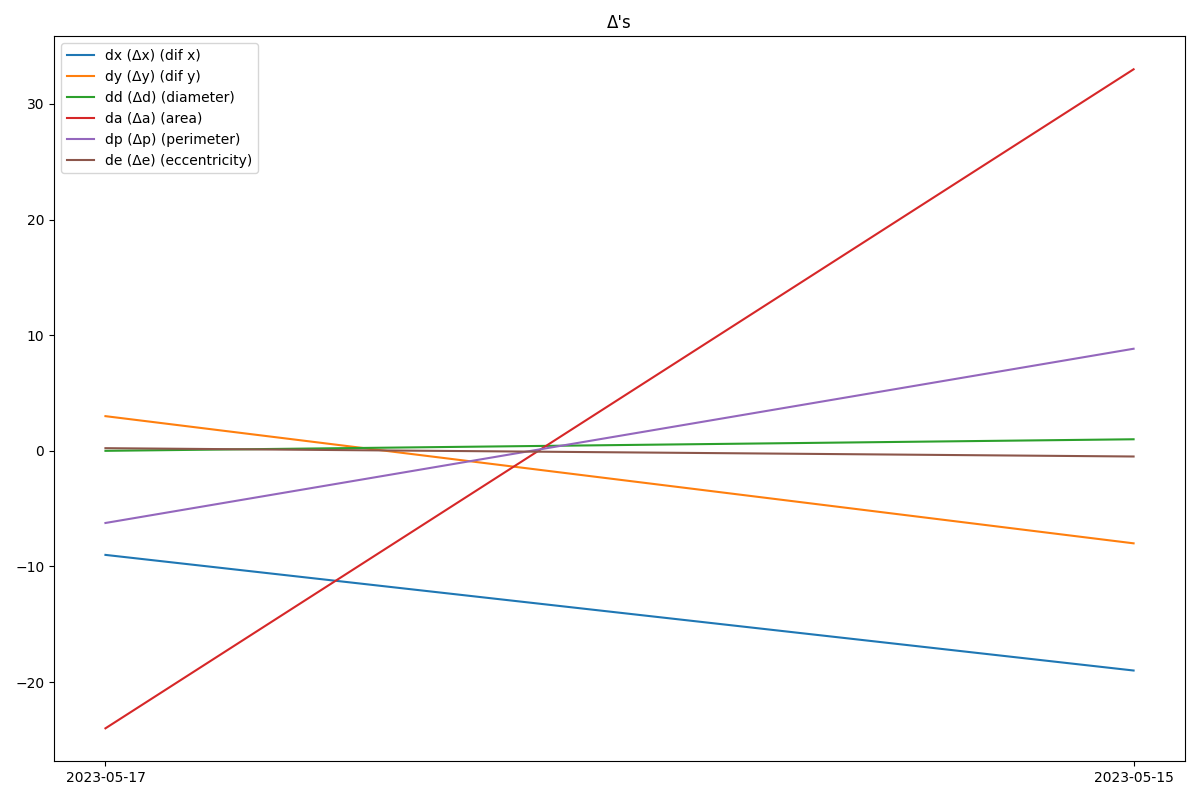 Δ's
dx (Δx) (dif x)
dy (Δy) (dif y)
dd (Δd) (diameter)
da (Δa) (area)
dp (Δp) (perimeter)
de (Δe) (eccentricity)
30
20
10
0
−10
−20
2023-05-17 2023-05-15